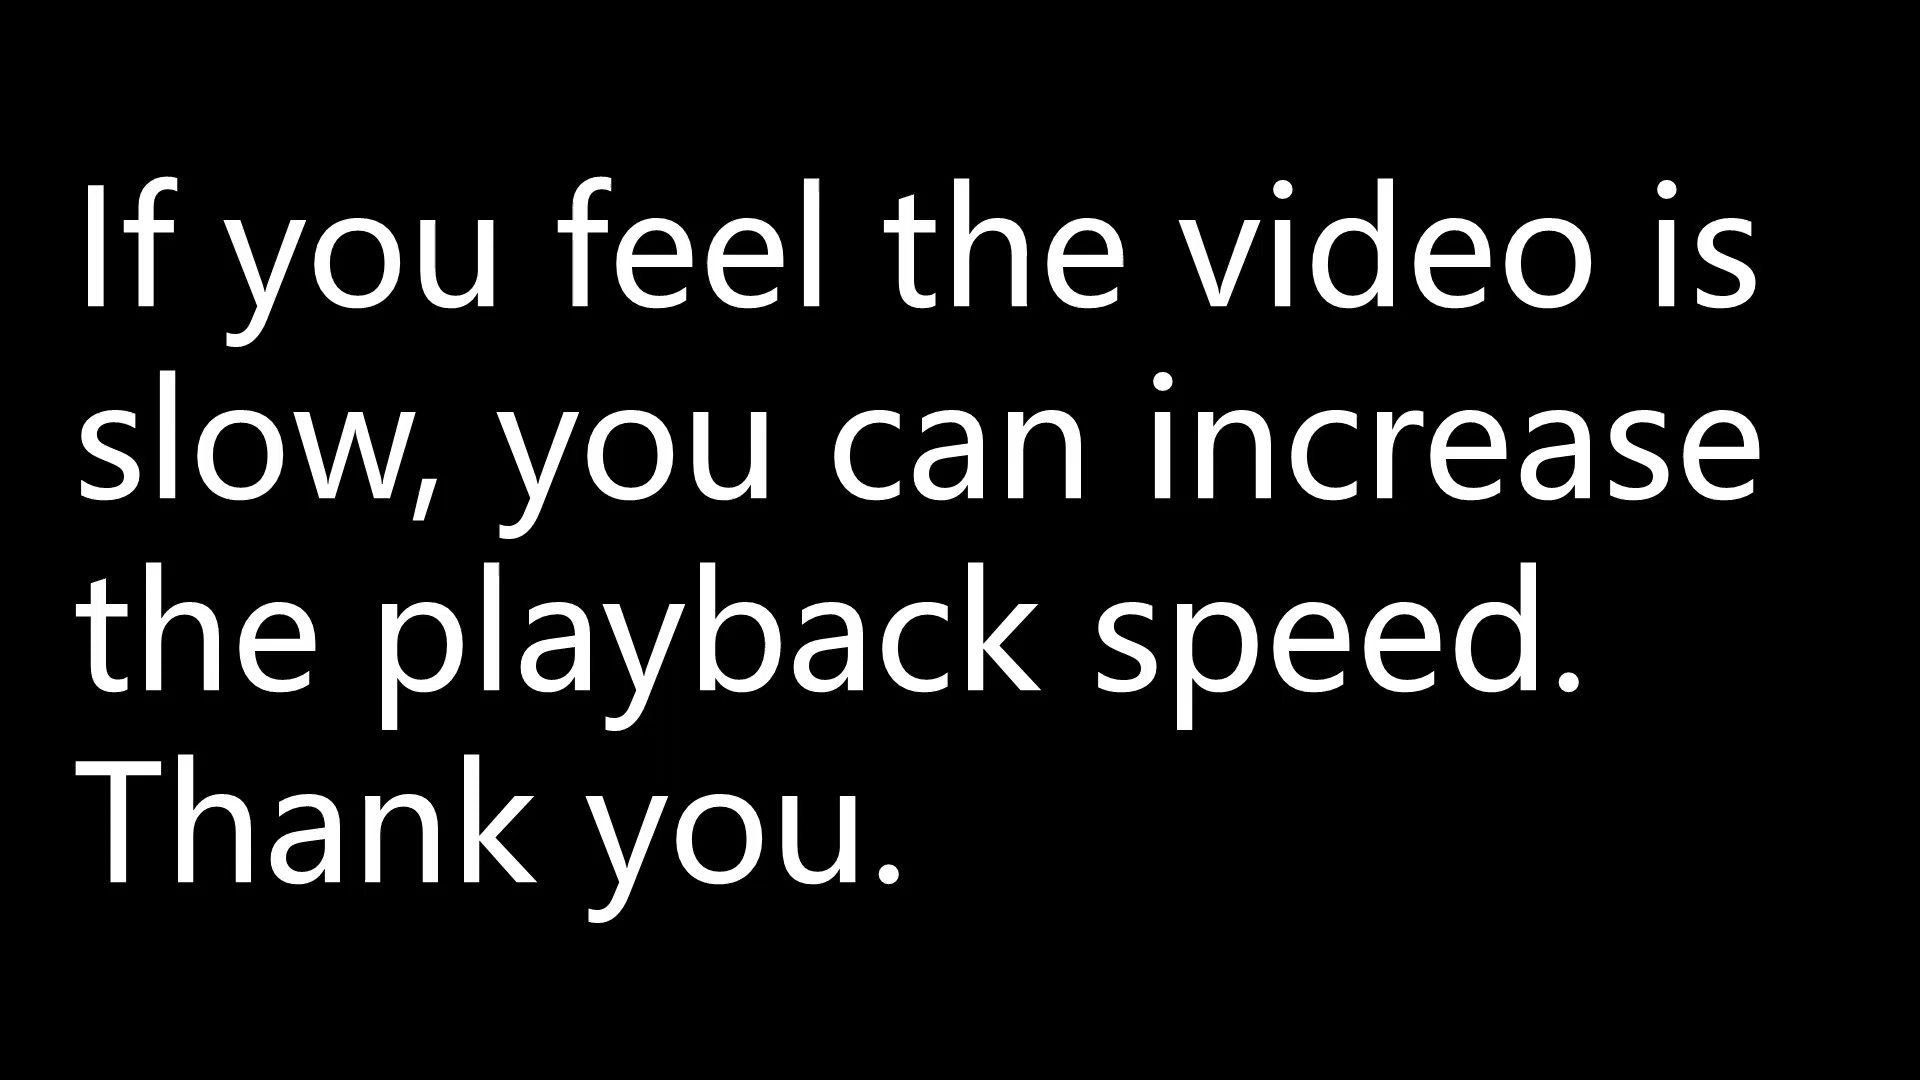 If you feel the video is
slow, you can increase
the playback speed.
Thank you.